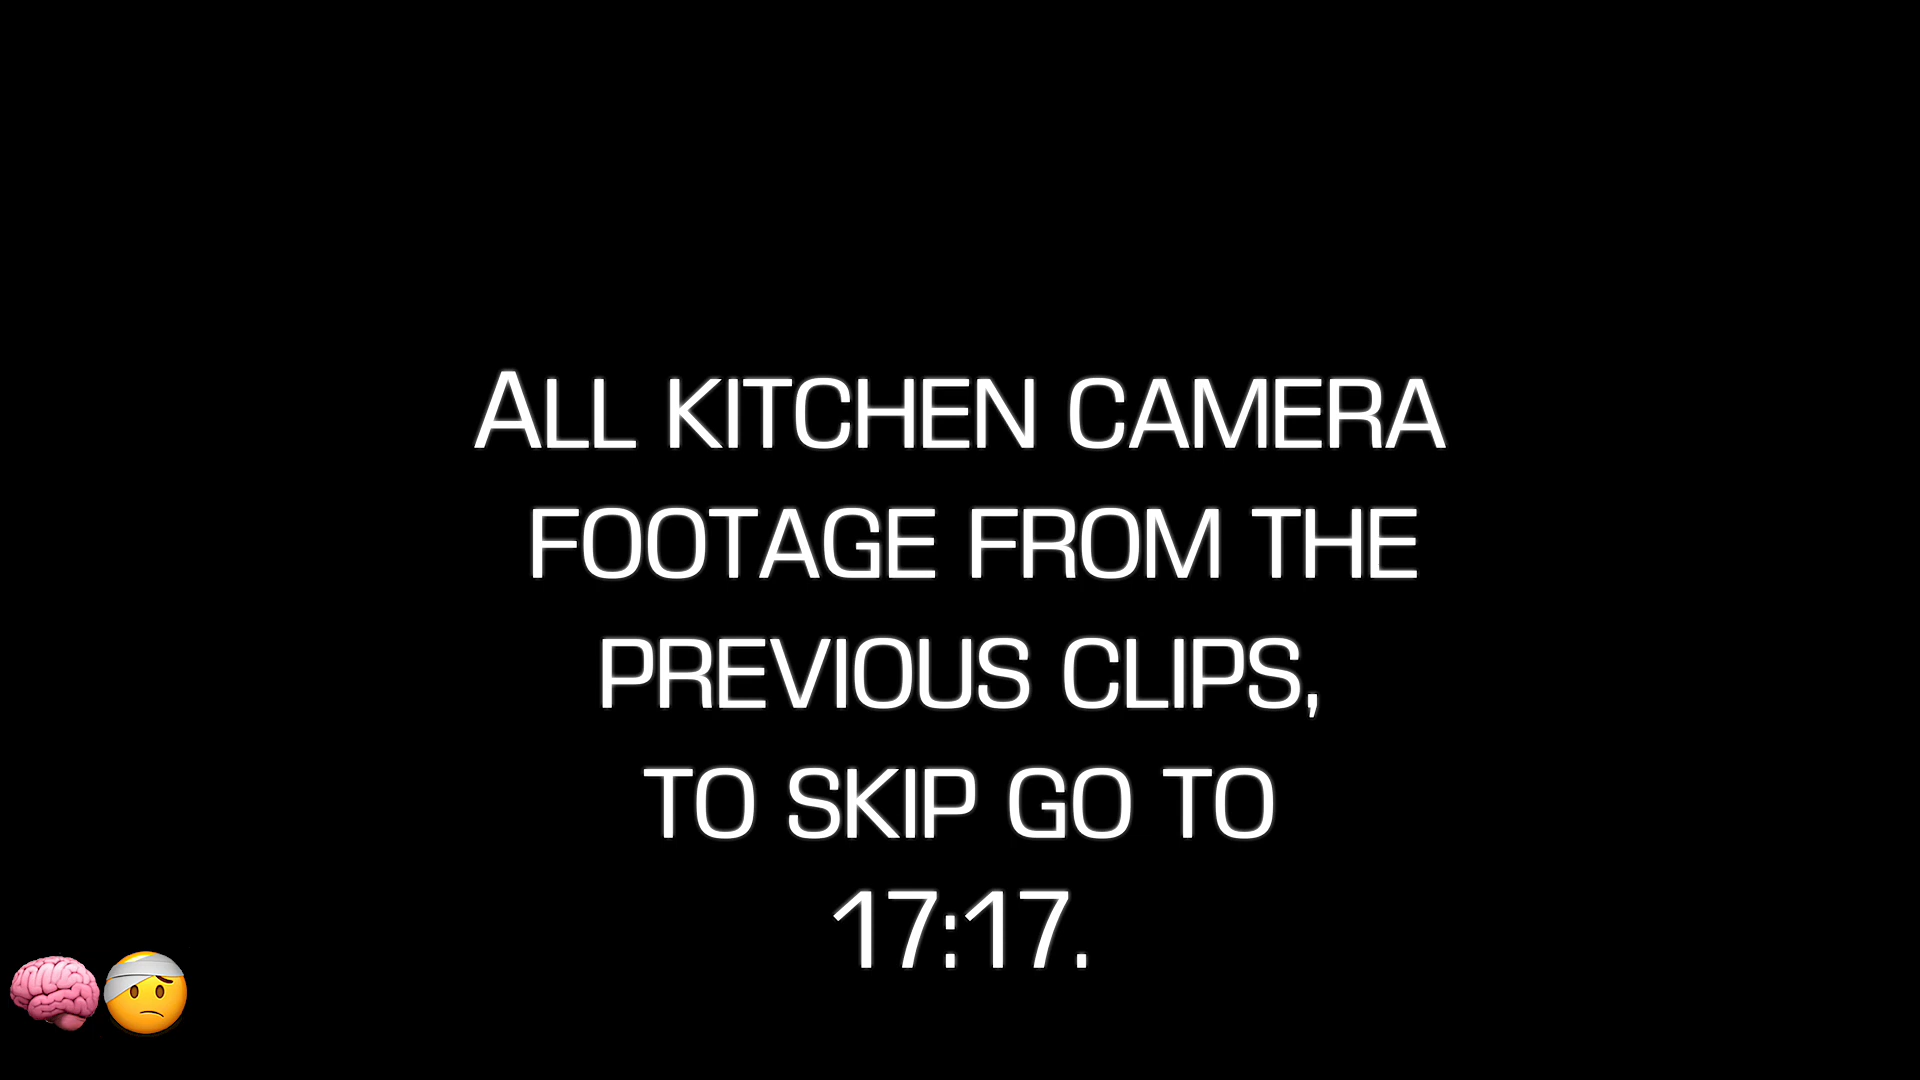 ALL KITCHEN CAMERA
FOOTAGE FROM THE
PREVIOUS CLIPS,
TO SKIP GO TO
17:17.